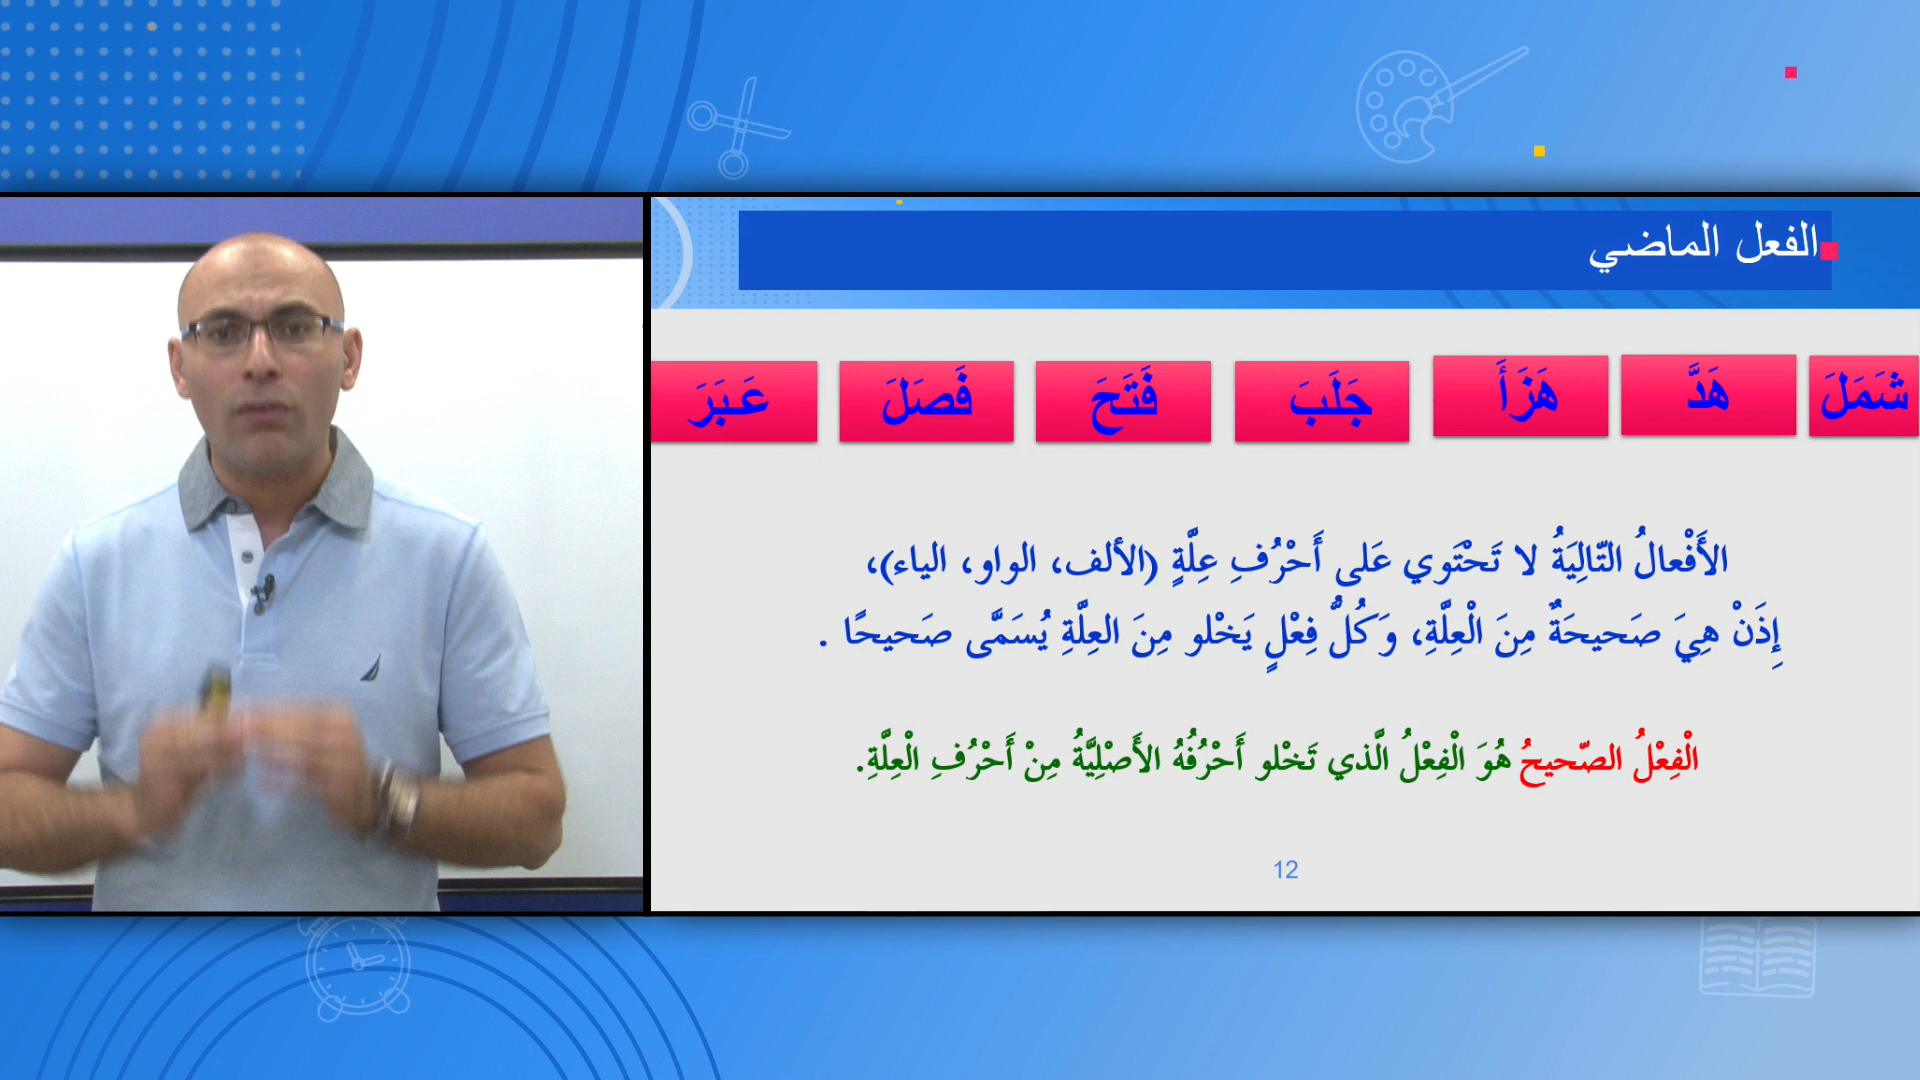 الفعل الماضي
شَمَلَ هَدَّ هَزَأَ جَلَبَ فَتَحَ فَصَلَ عَبَرَ
الأَفْعالُ التّالِيَةُ لا تَحْتَوي عَلى أَحْرُفِ عِلَّةٍ (الألف، الواو، الياء)،
إِذَنْ هِيَ صَحيحَةٌ مِنَ الْعِلَّةِ، وَكُلُّ فِعْلٍ يَخْلو مِنَ العِلَّةِ يُسَمَّى صَحيحًا .
الْفِعْلُ الصّحيحُ هُوَ الْفِعْلُ الَّذي تَخْلو أَحْرُفُهُ الأَصْلِيَّةُ مِنْ أَحْرُفِ الْعِلَّةِ.
12